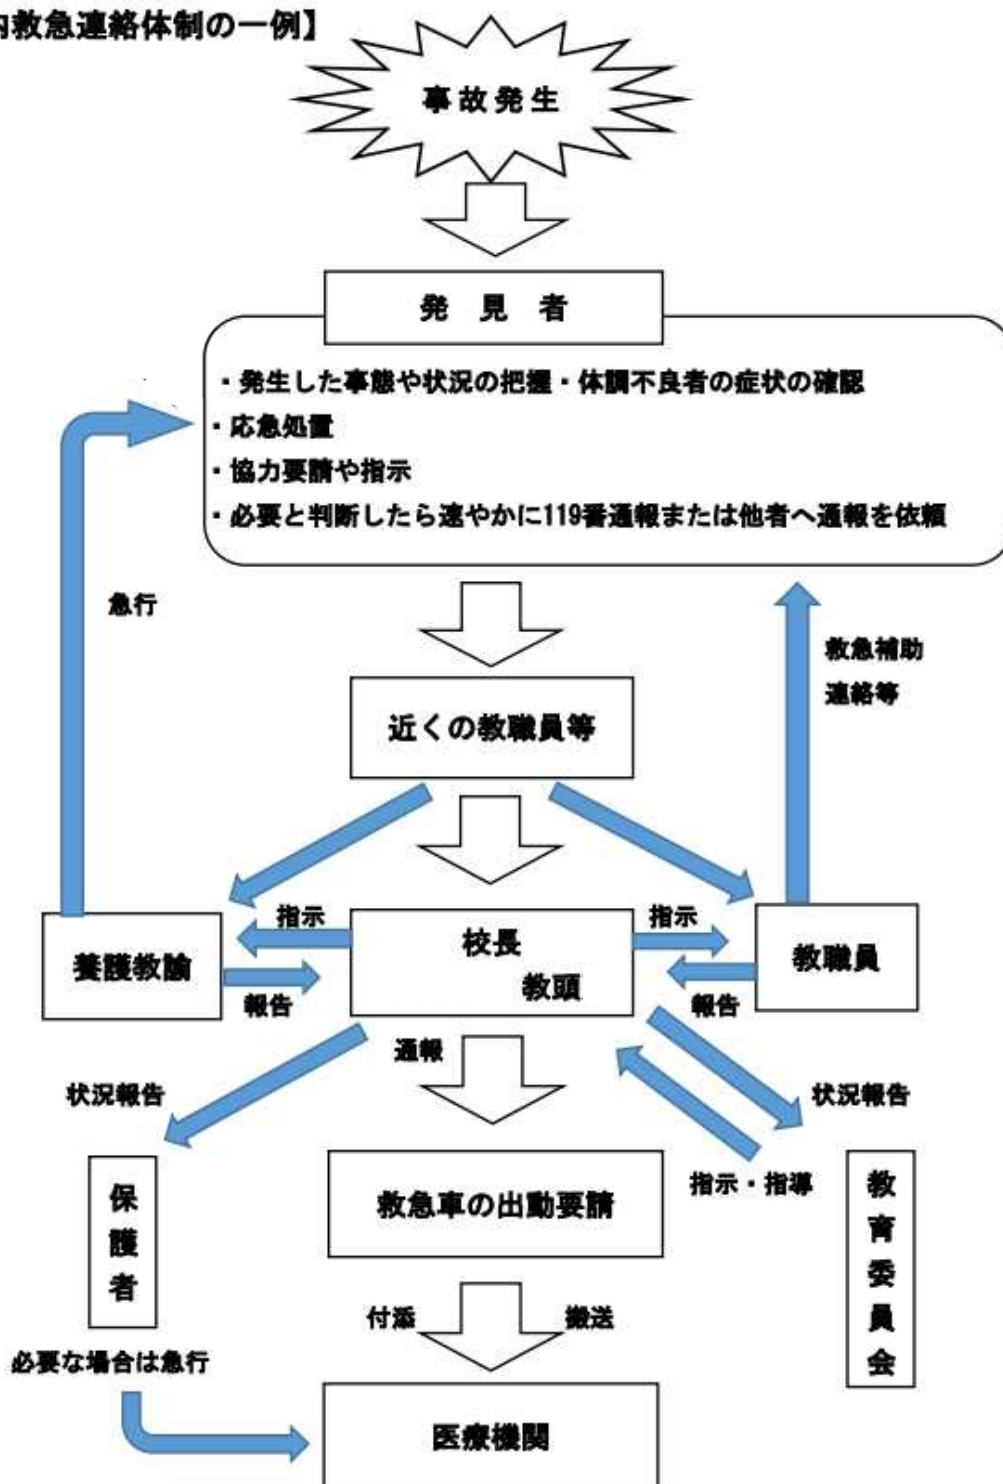 内救急連絡体制の一例】
事故発生
発見者
・発生した事態や状況の把握・体調不良者の症状の確認
・応急処置
・協力要請や指示
・必要と判断したら速やかに119番通報または他者へ通報を依頼
急行
救急補助
連絡等
近くの教職員等
養護教諭
指示
報告
校長
教頭
指示
報告
教職員
状況報告
通報
状況報告
指示・指導
保護者
救急車の出動要請
教育委員会
付添
搬送
必要な場合は急行
医療機関